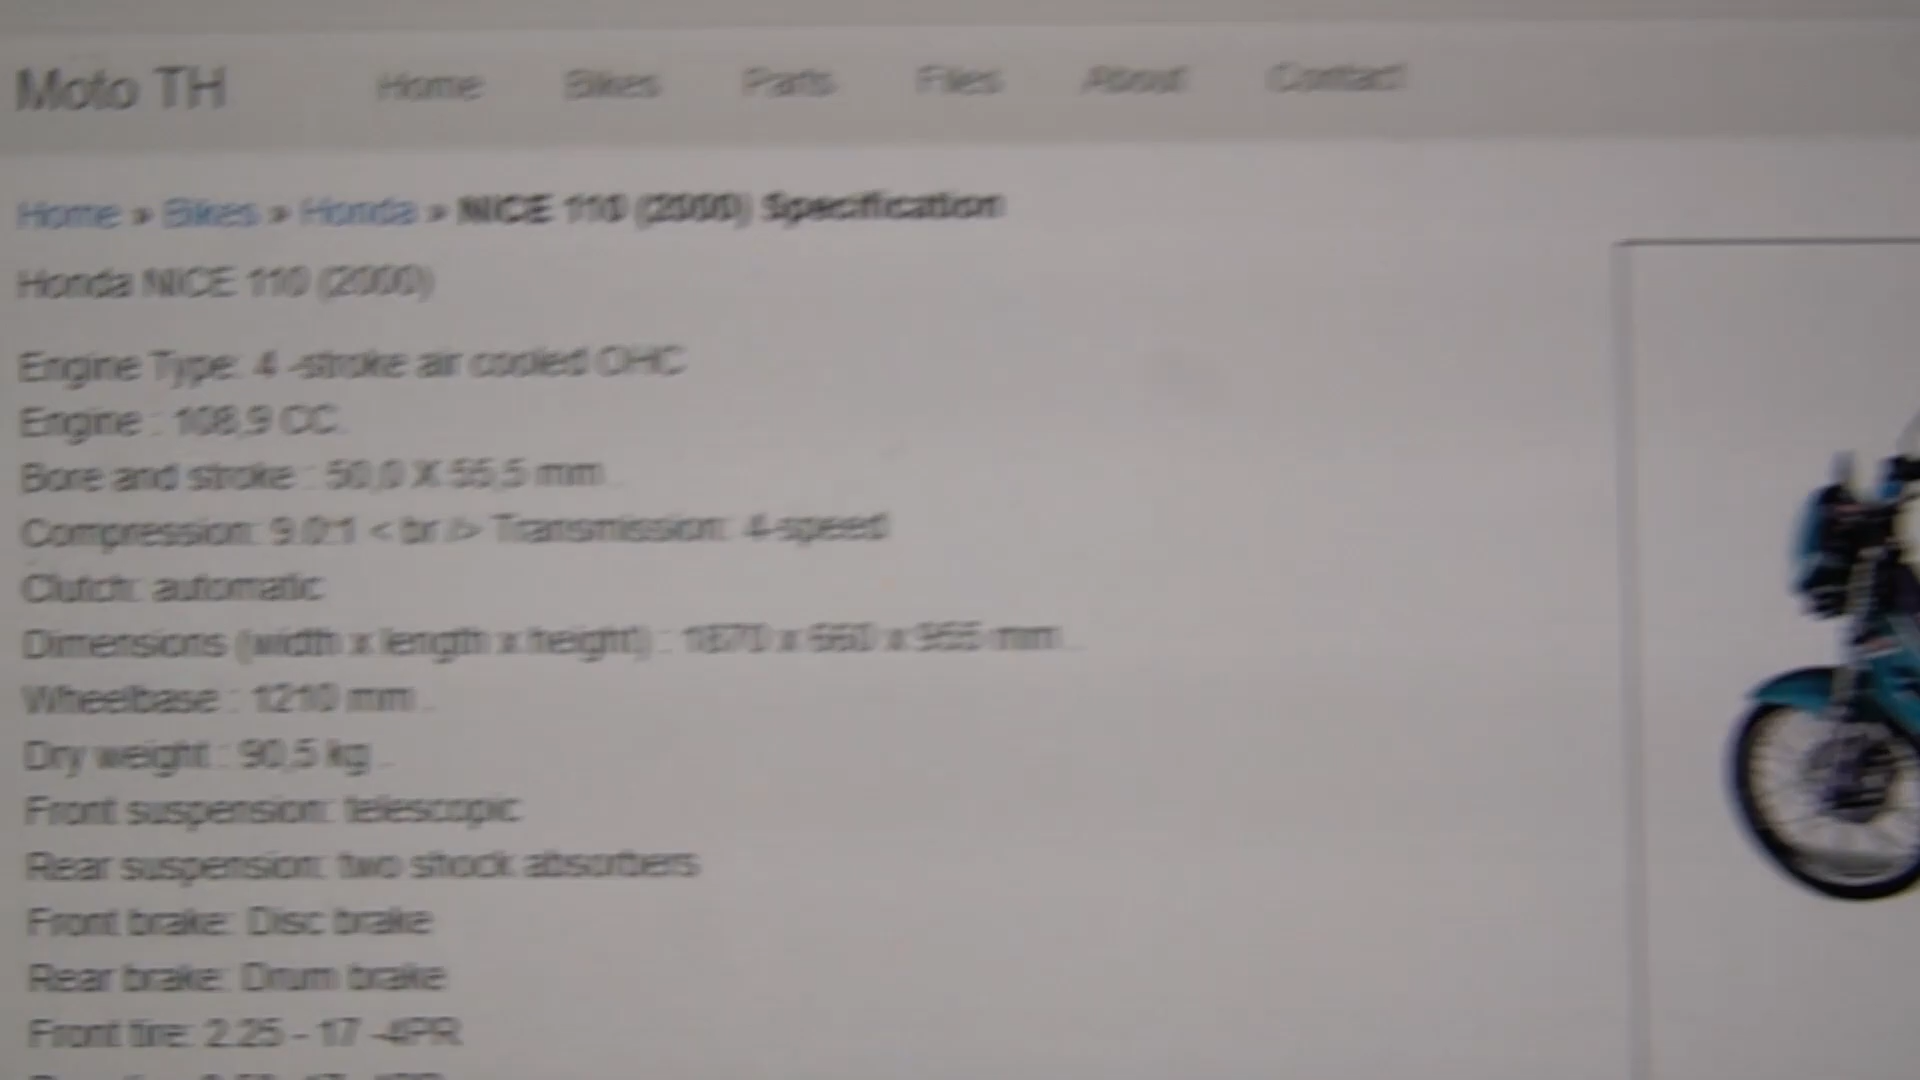 Moto TH Home Bikes Parts Files About Contact
Home » Bikes » Honda » NICE 110 (2000) Specification
Honda NICE 110 (2000)
Engine Type: 4 -stroke air cooled OHC
Engine : 108,9 CC.
Bore and stroke : 50,0 X 55,5 mm .
Compression: 9.0:1 < br /> Transmission: 4-speed
Clutch: automatic
Dimensions (width x length x height) : 1870 x 660 x 955 mm .
Wheelbase : 1210 mm .
Dry weight : 90,5 kg .
Front suspension: telescopic
Rear suspension: two shock absorbers
Front brake: Disc brake
Rear brake: Drum brake
Front tire: 2.25 - 17 -4PR